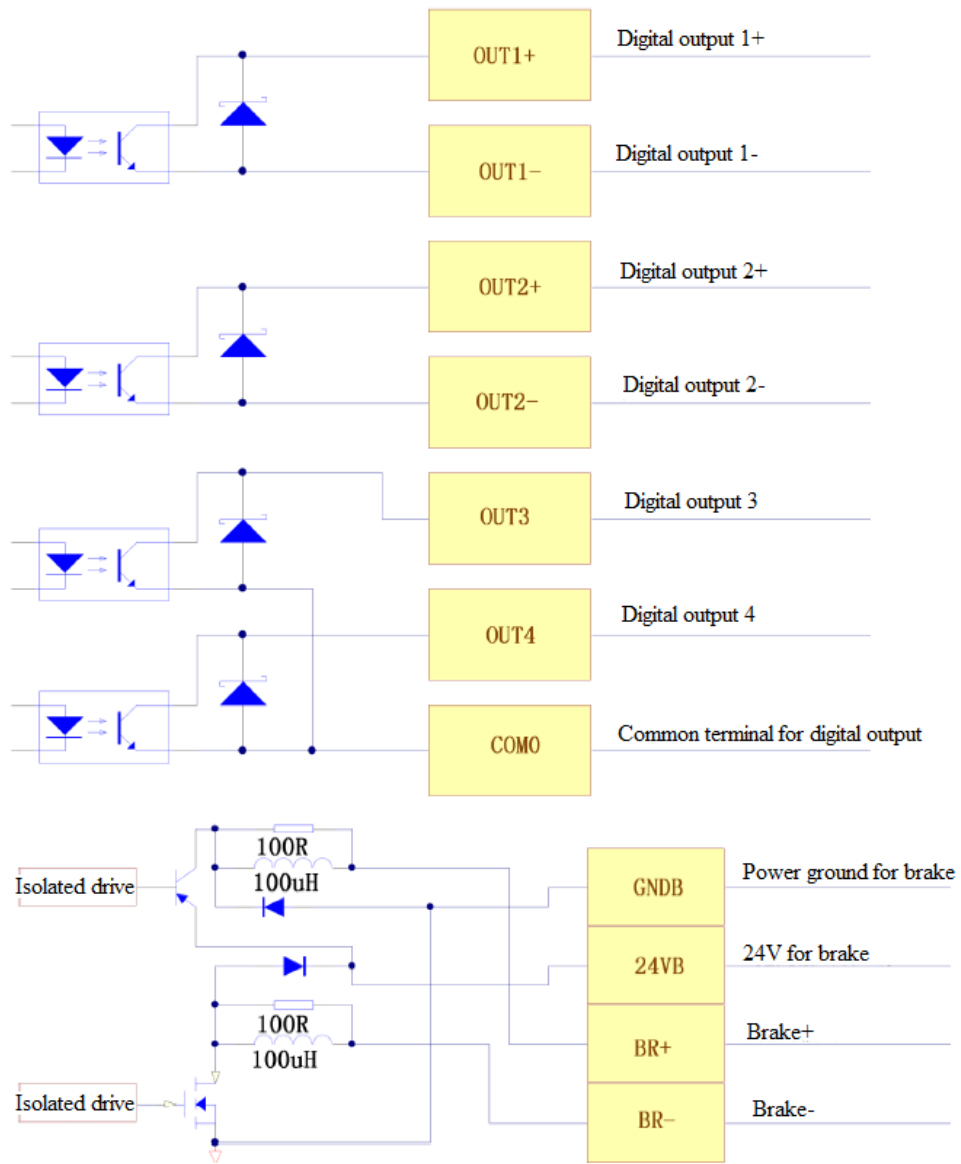 OUT1+ Digital output 1+
OUT1- Digital output 1-
OUT2+ Digital output 2+
OUT2- Digital output 2-
OUT3 Digital output 3
OUT4 Digital output 4
COMO Common terminal for digital output
100R
100uH
Isolated drive
GNDB Power ground for brake
24VB 24V for brake
100R
100uH
BR+ Brake+
Isolated drive
BR- Brake-